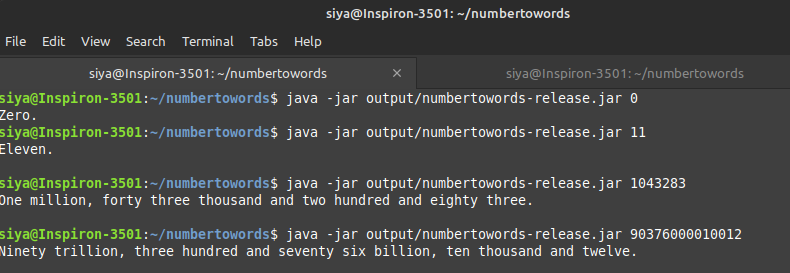 siya@Inspiron-3501: ~/numbertowords
File Edit View Search Terminal Tabs Help
siya@Inspiron-3501: ~/numbertowords × siya@Inspiron-3501: ~/numbertowords
siya@Inspiron-3501:~/numbertowords$ java -jar output/numbertowords-release.jar 0
Zero.
siya@Inspiron-3501:~/numbertowords$ java -jar output/numbertowords-release.jar 11
Eleven.
siya@Inspiron-3501:~/numbertowords$ java -jar output/numbertowords-release.jar 1043283
One million, forty three thousand and two hundred and eighty three.
siya@Inspiron-3501:~/numbertowords$ java -jar output/numbertowords-release.jar 90376000010012
Ninety trillion, three hundred and seventy six billion, ten thousand and twelve.